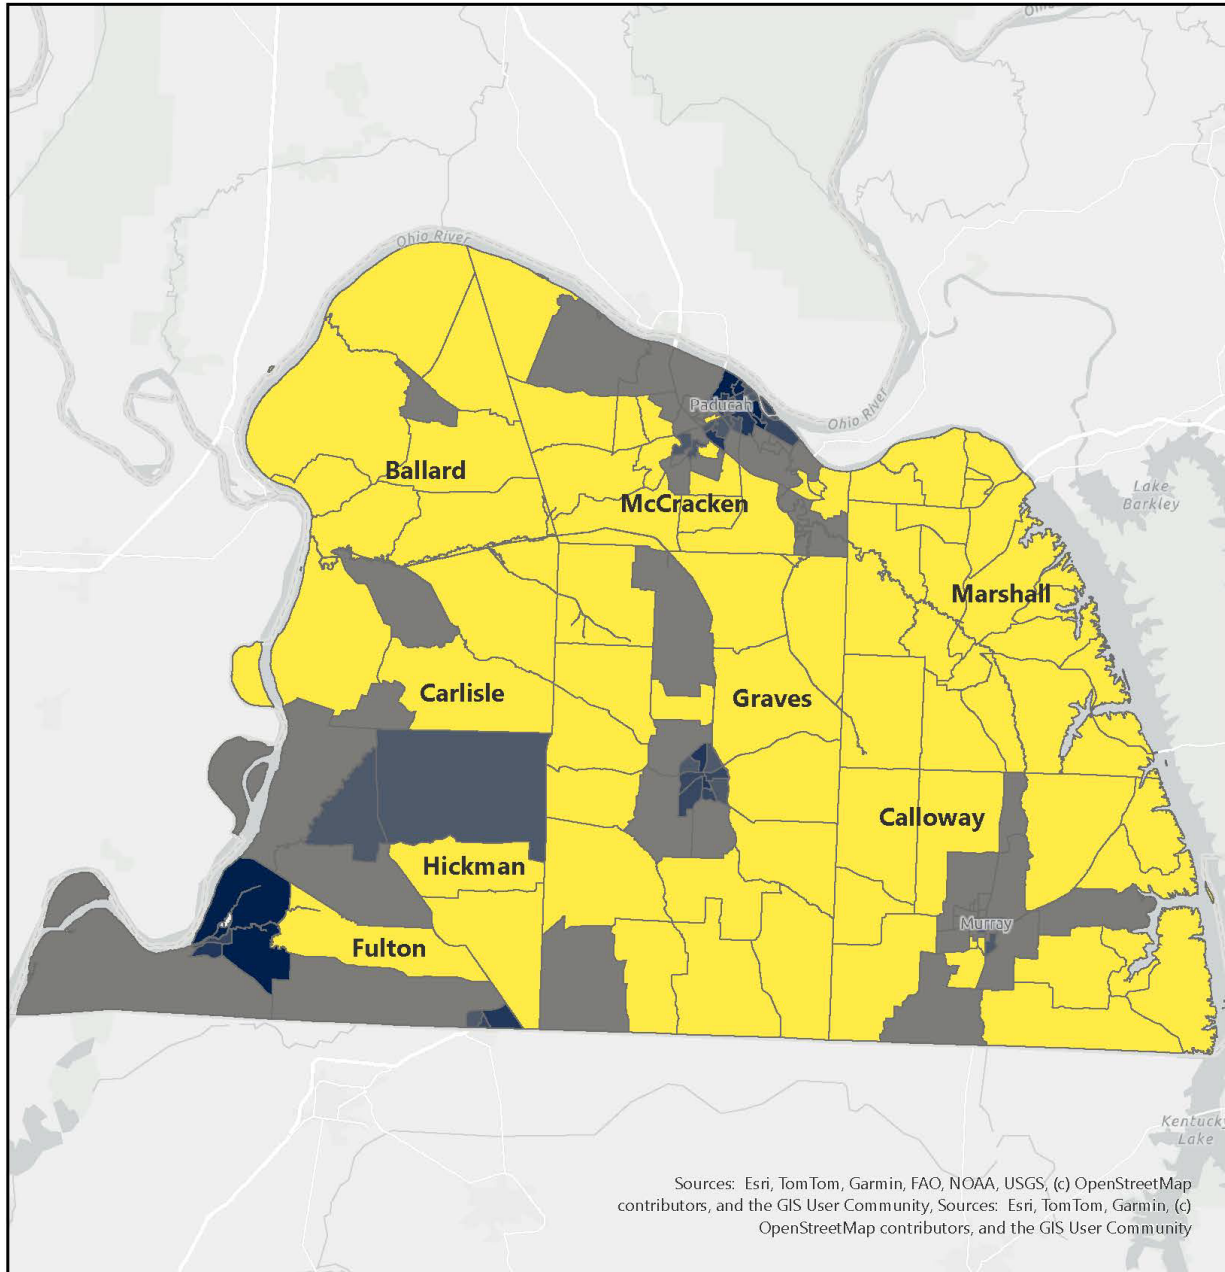 Ohio
Ohio River
Paducah
Ohio River
Ballard
Lake
Barkley
McCracken
Marshall
Carlisle
Graves
Calloway
Hickman
Murray
Fulton
Kentucky
Lake
Sources: Esri, TomTom, Garmin, FAO, NOAA, USGS, (c) OpenStreetMap
contributors, and the GIS User Community, Sources: Esri, TomTom, Garmin, (c)
OpenStreetMap contributors, and the GIS User Community